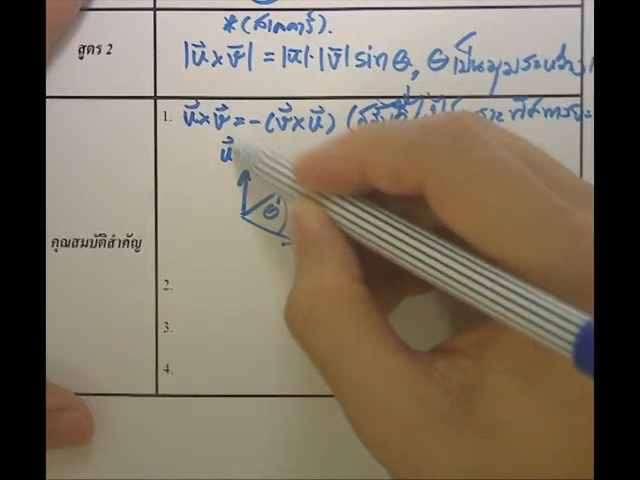 *(สเกลาร์).
สูตร 2
|ū×v̄| = |ū|·|v̄| sin θ, θ เป็นมุมระหว่าง
1. ū×v̄ = -(v̄×ū) (
ū
θ
คุณสมบัติสำคัญ
2.
3.
4.